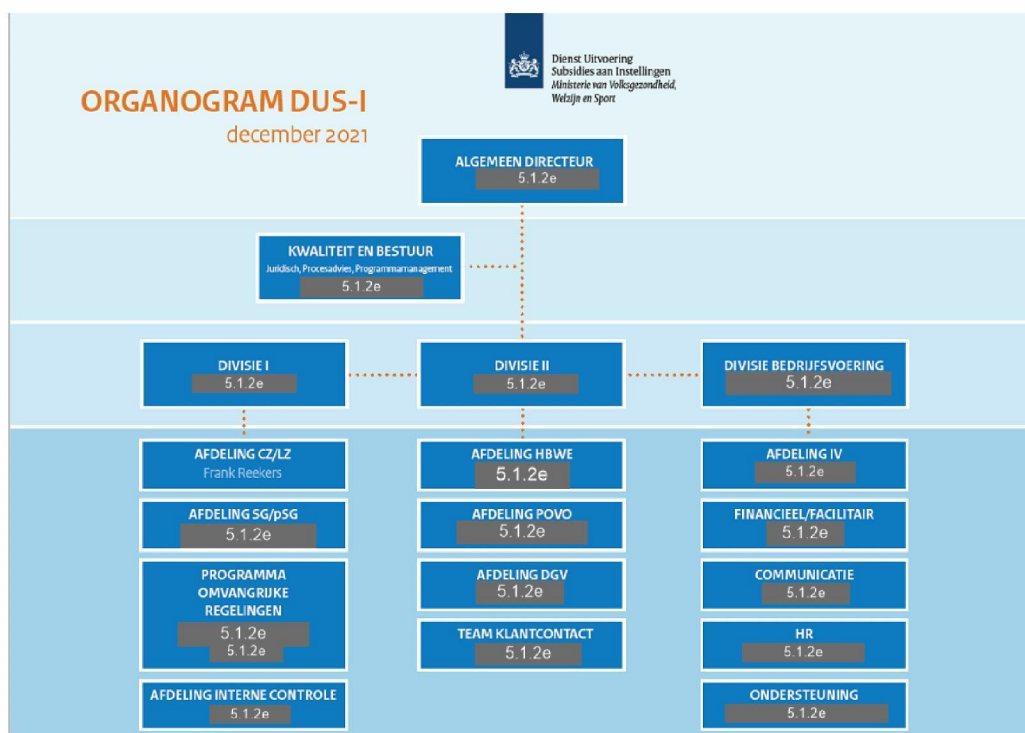 Dienst Uitvoering
Subsidies aan Instellingen
Ministerie van Volksgezondheid,
Welzijn en Sport
ORGANOGRAM DUS-I
december 2021
ALGEMEEN DIRECTEUR
5.1.2e
KWALITEIT EN BESTUUR
Juridisch, Procesadvies, Programmamanagement
5.1.2e
DIVISIE I
5.1.2e
DIVISIE II
5.1.2e
DIVISIE BEDRIJFSVOERING
5.1.2e
AFDELING CZ/LZ
Frank Reekers
AFDELING SG/pSG
5.1.2e
PROGRAMMA
OMVANGRIJKE
REGELINGEN
5.1.2e
5.1.2e
AFDELING INTERNE CONTROLE
5.1.2e
AFDELING HBWE
5.1.2e
AFDELING POVO
5.1.2e
AFDELING DGV
5.1.2e
TEAM KLANTCONTACT
5.1.2e
AFDELING IV
5.1.2e
FINANCIEEL/FACILITAIR
5.1.2e
COMMUNICATIE
5.1.2e
HR
5.1.2e
ONDERSTEUNING
5.1.2e